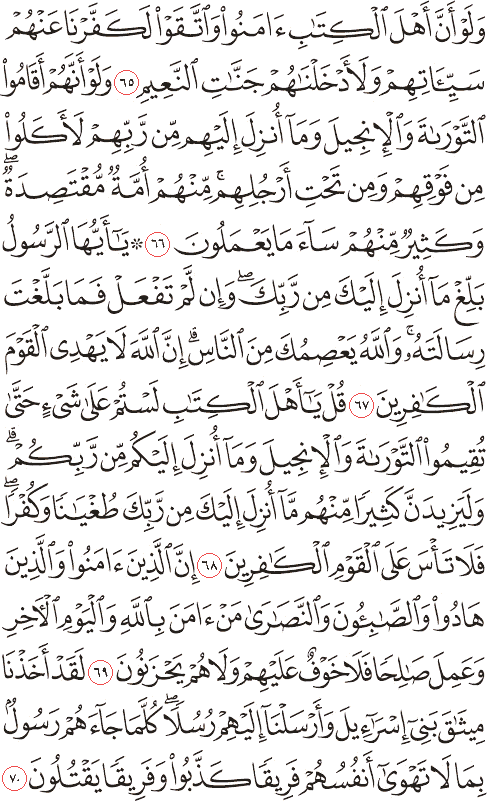 وَلَوۡ أَنَّ أَهۡلَ ٱلۡكِتَٰبِ ءَامَنُواْ وَٱتَّقَوۡاْ لَكَفَّرۡنَا عَنۡهُمۡ
سَيِّـَٔاتِهِمۡ وَلَأَدۡخَلۡنَٰهُمۡ جَنَّٰتِ ٱلنَّعِيمِ ٦٥ وَلَوۡ أَنَّهُمۡ أَقَامُواْ
ٱلتَّوۡرَىٰةَ وَٱلۡإِنجِيلَ وَمَآ أُنزِلَ إِلَيۡهِم مِّن رَّبِّهِمۡ لَأَكَلُواْ
مِن فَوۡقِهِمۡ وَمِن تَحۡتِ أَرۡجُلِهِمۚ مِّنۡهُمۡ أُمَّةٞ مُّقۡتَصِدَةٞۖ
وَكَثِيرٞ مِّنۡهُمۡ سَآءَ مَا يَعۡمَلُونَ ٦٦ ۞ يَٰٓأَيُّهَا ٱلرَّسُولُ
بَلِّغۡ مَآ أُنزِلَ إِلَيۡكَ مِن رَّبِّكَۖ وَإِن لَّمۡ تَفۡعَلۡ فَمَا بَلَّغۡتَ
رِسَالَتَهُۥۚ وَٱللَّهُ يَعۡصِمُكَ مِنَ ٱلنَّاسِۗ إِنَّ ٱللَّهَ لَا يَهۡدِي ٱلۡقَوۡمَ
ٱلۡكَٰفِرِينَ ٦٧ قُلۡ يَٰٓأَهۡلَ ٱلۡكِتَٰبِ لَسۡتُمۡ عَلَىٰ شَيۡءٍ حَتَّىٰ
تُقِيمُواْ ٱلتَّوۡرَىٰةَ وَٱلۡإِنجِيلَ وَمَآ أُنزِلَ إِلَيۡكُم مِّن رَّبِّكُمۡۗ
وَلَيَزِيدَنَّ كَثِيرٗا مِّنۡهُم مَّآ أُنزِلَ إِلَيۡكَ مِن رَّبِّكَ طُغۡيَٰنٗا وَكُفۡرٗاۖ
فَلَا تَأۡسَ عَلَى ٱلۡقَوۡمِ ٱلۡكَٰفِرِينَ ٦٨ إِنَّ ٱلَّذِينَ ءَامَنُواْ وَٱلَّذِينَ
هَادُواْ وَٱلصَّٰبِـُٔونَ وَٱلنَّصَٰرَىٰ مَنۡ ءَامَنَ بِٱللَّهِ وَٱلۡيَوۡمِ ٱلۡأٓخِرِ
وَعَمِلَ صَٰلِحٗا فَلَا خَوۡفٌ عَلَيۡهِمۡ وَلَا هُمۡ يَحۡزَنُونَ ٦٩ لَقَدۡ أَخَذۡنَا
مِيثَٰقَ بَنِيٓ إِسۡرَٰٓءِيلَ وَأَرۡسَلۡنَآ إِلَيۡهِمۡ رُسُلٗاۖ كُلَّمَا جَآءَهُمۡ رَسُولُۢ
بِمَا لَا تَهۡوَىٰٓ أَنفُسُهُمۡ فَرِيقٗا كَذَّبُواْ وَفَرِيقٗا يَقۡتُلُونَ ٧٠